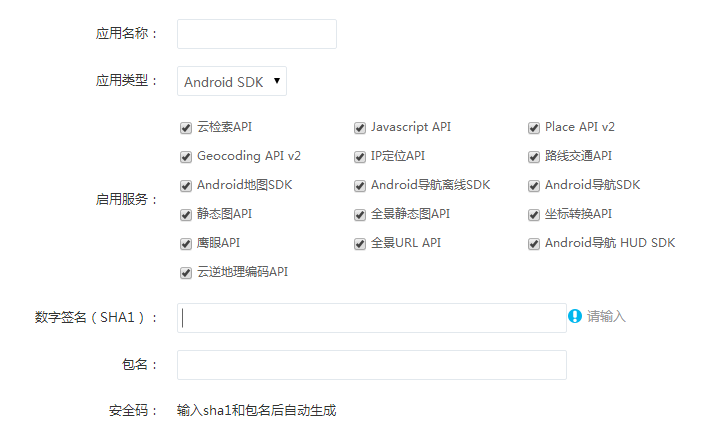 应用名称：
应用类型： Android SDK
云检索API Javascript API Place API v2
Geocoding API v2 IP定位API 路线交通API
Android地图SDK Android导航离线SDK Android导航SDK
启用服务：
静态图API 全景静态图API 坐标转换API
鹰眼API 全景URL API Android导航 HUD SDK
云逆地理编码API
数字签名（SHA1）： 请输入
包名：
安全码： 输入sha1和包名后自动生成